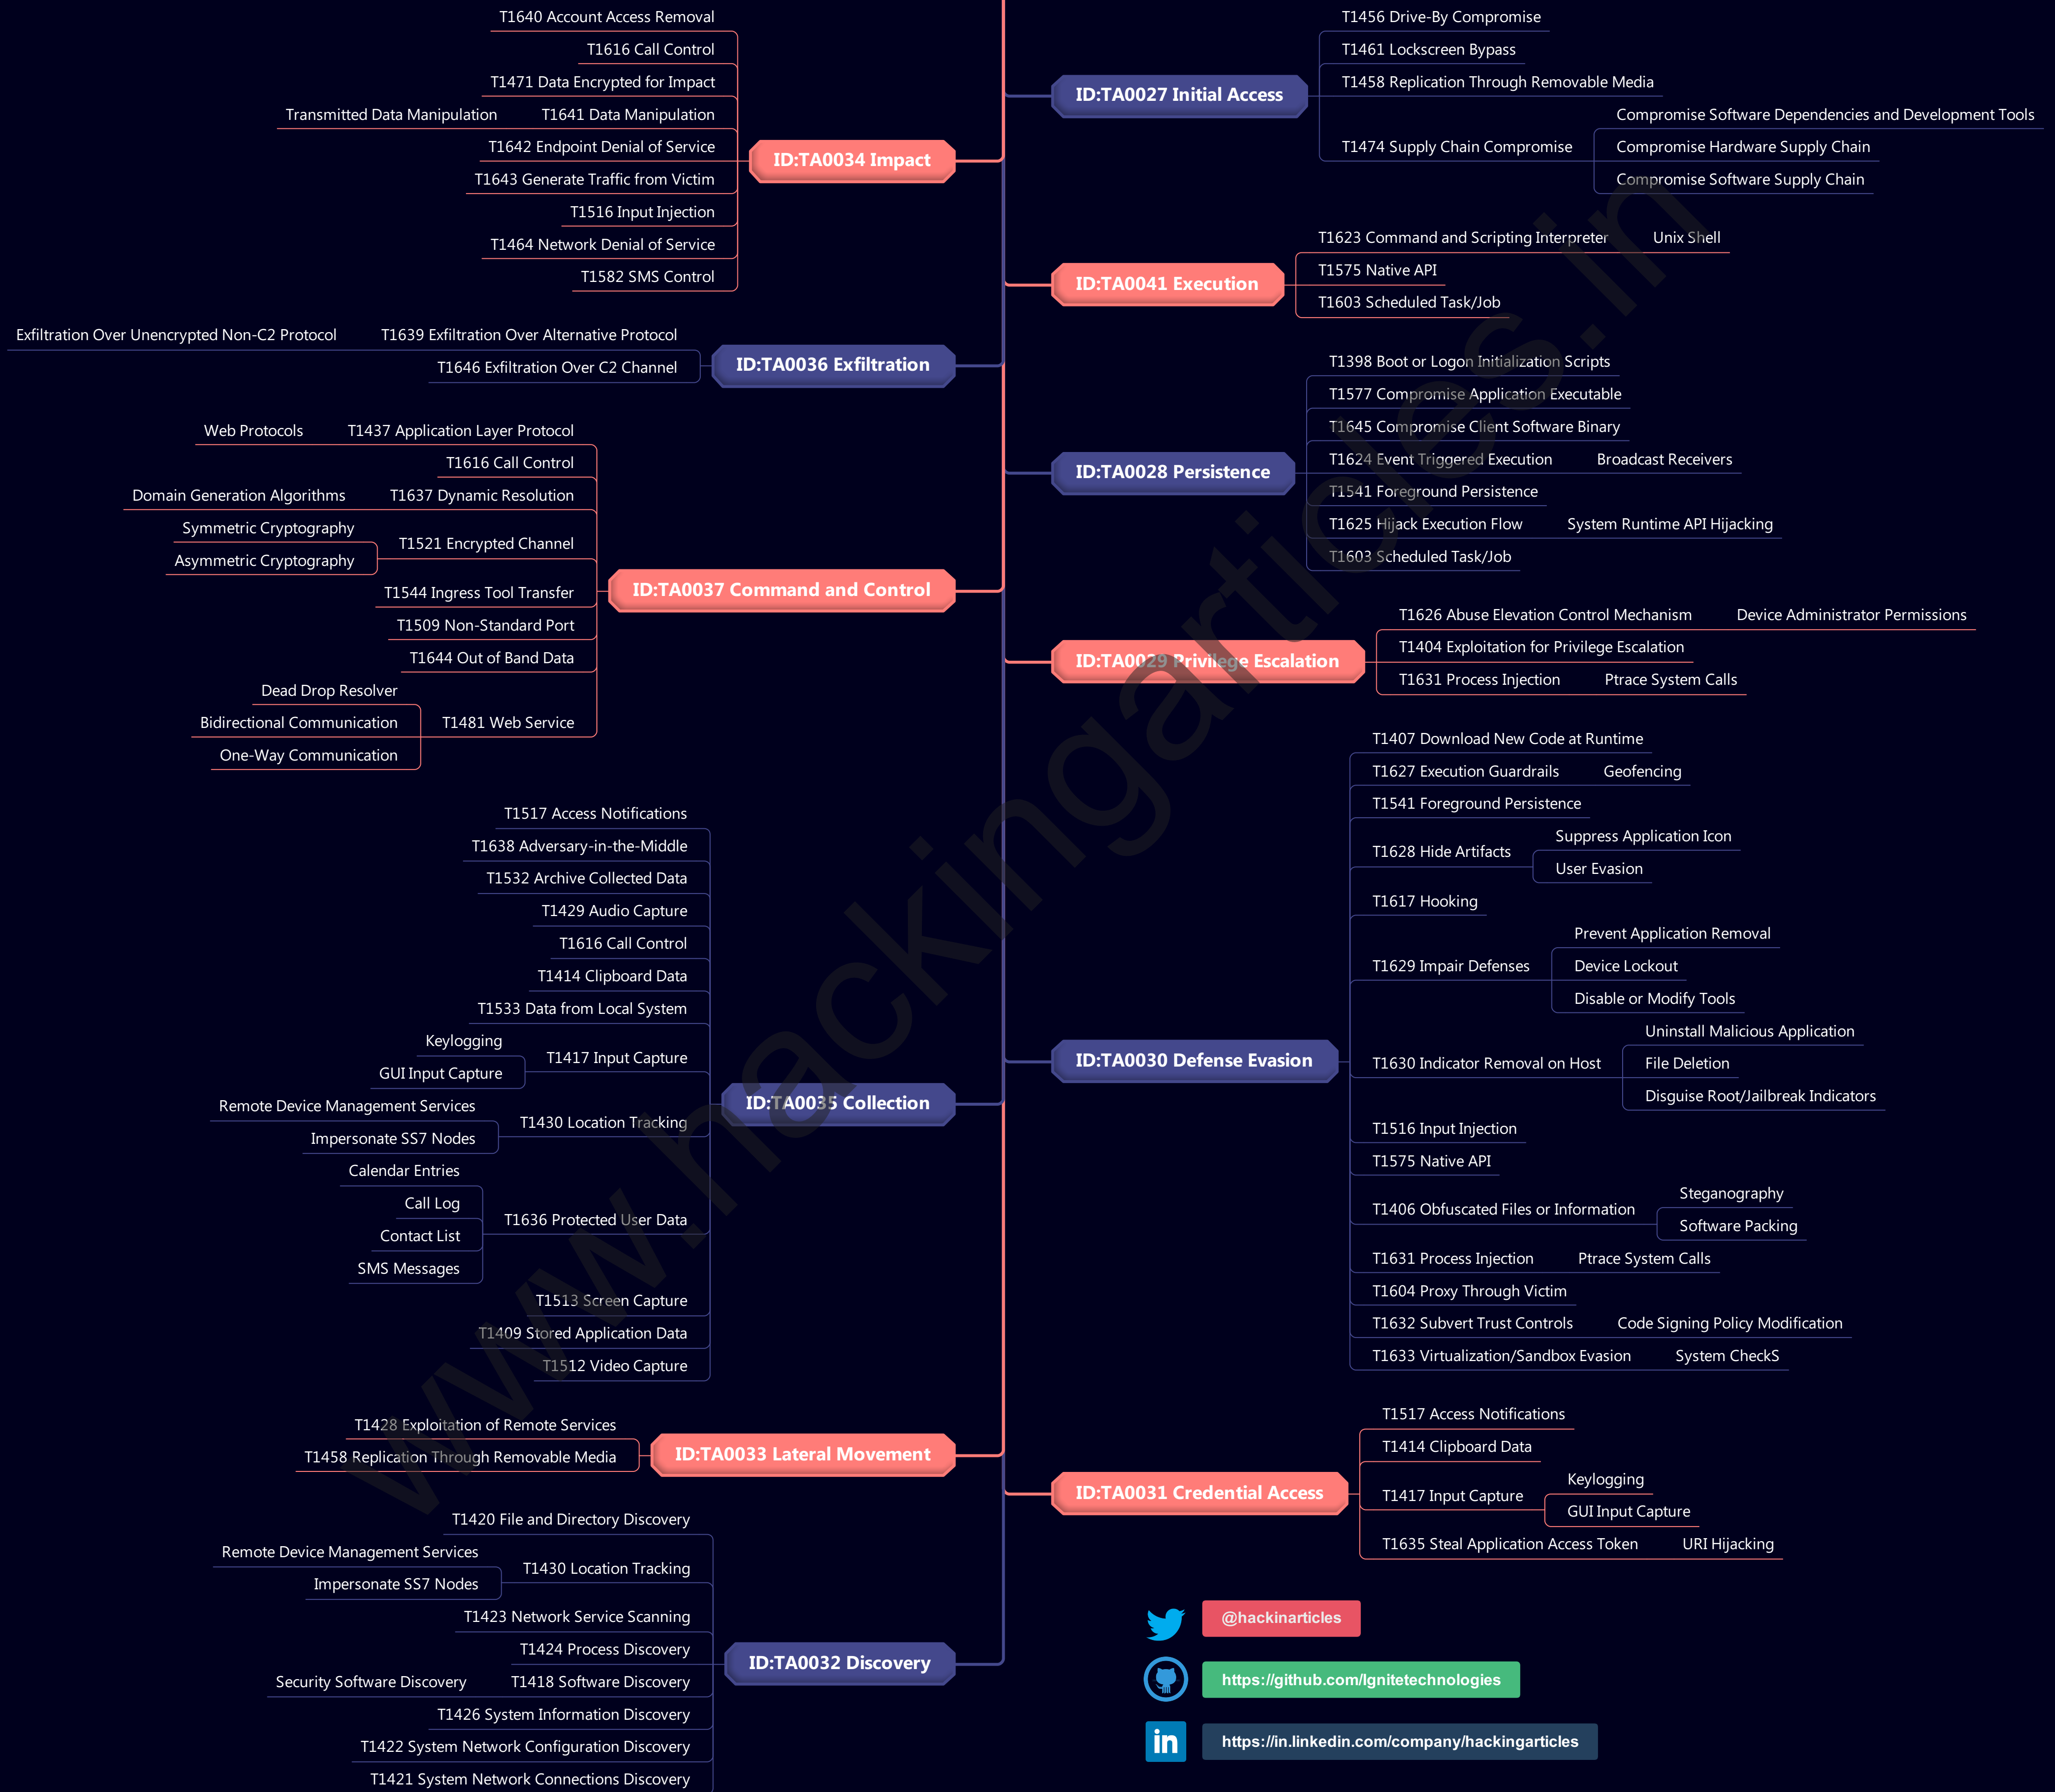 T1640 Account Access Removal
T1616 Call Control
T1471 Data Encrypted for Impact
Transmitted Data Manipulation T1641 Data Manipulation
T1642 Endpoint Denial of Service
T1643 Generate Traffic from Victim
T1516 Input Injection
T1464 Network Denial of Service
T1582 SMS Control
ID:TA0034 Impact
Exfiltration Over Unencrypted Non-C2 Protocol T1639 Exfiltration Over Alternative Protocol
T1646 Exfiltration Over C2 Channel
ID:TA0036 Exfiltration
Web Protocols T1437 Application Layer Protocol
T1616 Call Control
Domain Generation Algorithms T1637 Dynamic Resolution
Symmetric Cryptography
T1521 Encrypted Channel
Asymmetric Cryptography
T1544 Ingress Tool Transfer
T1509 Non-Standard Port
T1644 Out of Band Data
Dead Drop Resolver
Bidirectional Communication T1481 Web Service
One-Way Communication
ID:TA0037 Command and Control
T1517 Access Notifications
T1638 Adversary-in-the-Middle
T1532 Archive Collected Data
T1429 Audio Capture
T1616 Call Control
T1414 Clipboard Data
T1533 Data from Local System
Keylogging
T1417 Input Capture
GUI Input Capture
Remote Device Management Services
T1430 Location Tracking
Impersonate SS7 Nodes
Calendar Entries
Call Log
T1636 Protected User Data
Contact List
SMS Messages
T1513 Screen Capture
T1409 Stored Application Data
T1512 Video Capture
ID:TA0035 Collection
T1428 Exploitation of Remote Services
T1458 Replication Through Removable Media
ID:TA0033 Lateral Movement
T1420 File and Directory Discovery
Remote Device Management Services
T1430 Location Tracking
Impersonate SS7 Nodes
T1423 Network Service Scanning
T1424 Process Discovery
Security Software Discovery T1418 Software Discovery
T1426 System Information Discovery
T1422 System Network Configuration Discovery
T1421 System Network Connections Discovery
ID:TA0032 Discovery
ID:TA0027 Initial Access
T1456 Drive-By Compromise
T1461 Lockscreen Bypass
T1458 Replication Through Removable Media
T1474 Supply Chain Compromise
Compromise Software Dependencies and Development Tools
Compromise Hardware Supply Chain
Compromise Software Supply Chain
ID:TA0041 Execution
T1623 Command and Scripting Interpreter Unix Shell
T1575 Native API
T1603 Scheduled Task/Job
ID:TA0028 Persistence
T1398 Boot or Logon Initialization Scripts
T1577 Compromise Application Executable
T1645 Compromise Client Software Binary
T1624 Event Triggered Execution Broadcast Receivers
T1541 Foreground Persistence
T1625 Hijack Execution Flow System Runtime API Hijacking
T1603 Scheduled Task/Job
ID:TA0029 Privilege Escalation
T1626 Abuse Elevation Control Mechanism Device Administrator Permissions
T1404 Exploitation for Privilege Escalation
T1631 Process Injection Ptrace System Calls
ID:TA0030 Defense Evasion
T1407 Download New Code at Runtime
T1627 Execution Guardrails Geofencing
T1541 Foreground Persistence
T1628 Hide Artifacts
Suppress Application Icon
User Evasion
T1617 Hooking
T1629 Impair Defenses
Prevent Application Removal
Device Lockout
Disable or Modify Tools
T1630 Indicator Removal on Host
Uninstall Malicious Application
File Deletion
Disguise Root/Jailbreak Indicators
T1516 Input Injection
T1575 Native API
T1406 Obfuscated Files or Information
Steganography
Software Packing
T1631 Process Injection Ptrace System Calls
T1604 Proxy Through Victim
T1632 Subvert Trust Controls Code Signing Policy Modification
T1633 Virtualization/Sandbox Evasion System CheckS
ID:TA0031 Credential Access
T1517 Access Notifications
T1414 Clipboard Data
T1417 Input Capture
Keylogging
GUI Input Capture
T1635 Steal Application Access Token URI Hijacking
@hackinarticles
https://github.com/Ignitetechnologies
in https://in.linkedin.com/company/hackingarticles
www.hackingarticles.in